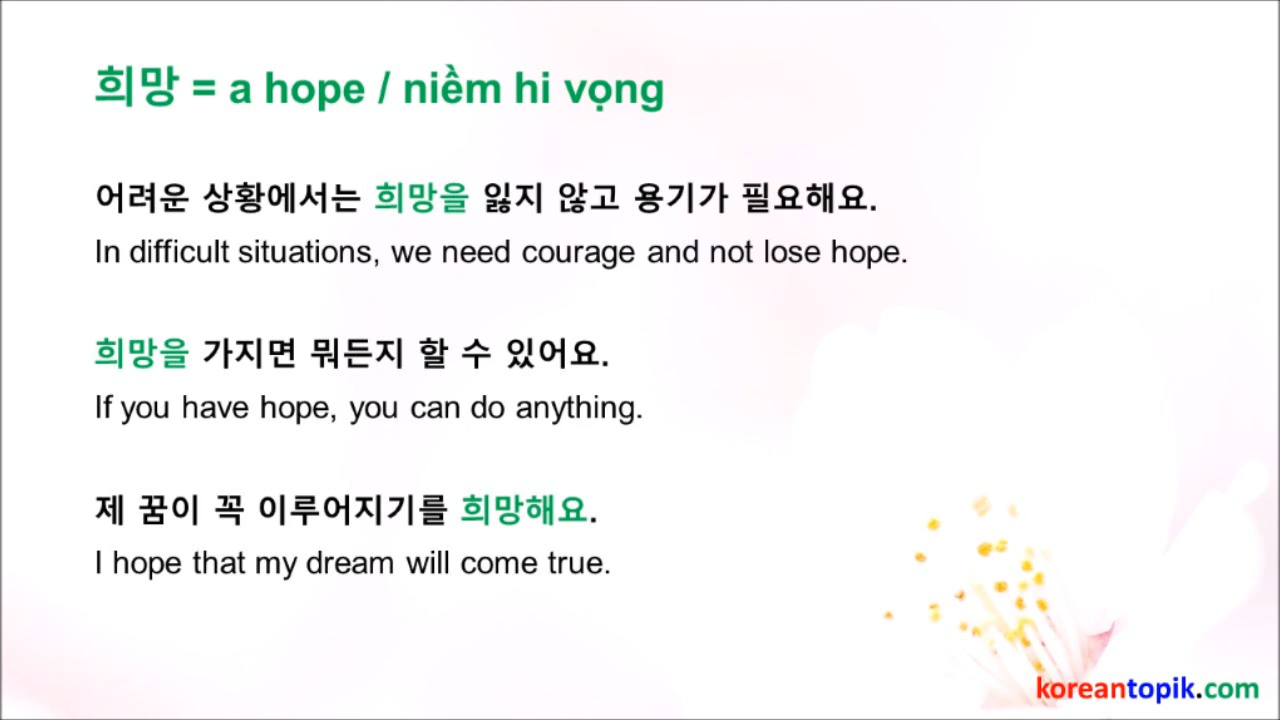 희망 = a hope / niềm hi vọng
어려운 상황에서는 희망을 잃지 않고 용기가 필요해요.
In difficult situations, we need courage and not lose hope.
희망을 가지면 뭐든지 할 수 있어요.
If you have hope, you can do anything.
제 꿈이 꼭 이루어지기를 희망해요.
I hope that my dream will come true.
koreantopik.com